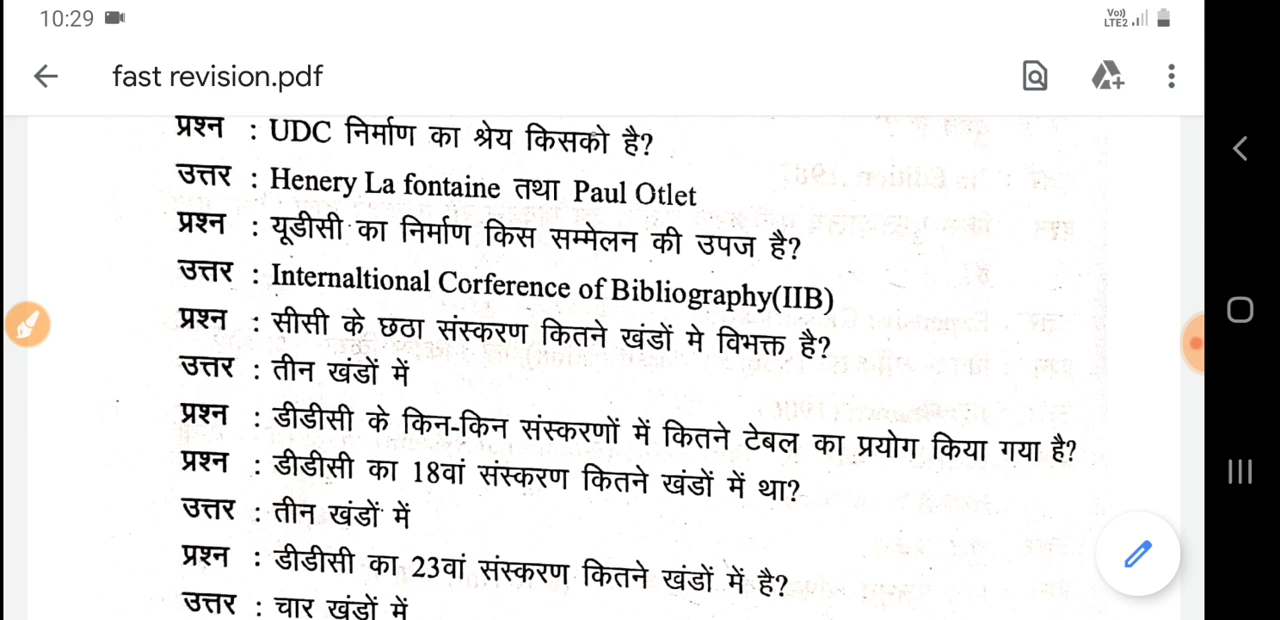 10:29
Vo))
LTE2
fast revision.pdf
प्रश्न : UDC निर्माण का श्रेय किसको है?
उत्तर : Henery La fontaine तथा Paul Otlet
प्रश्न : यूडीसी का निर्माण किस सम्मेलन की उपज है?
उत्तर : Internaltional Corference of Bibliography(IIB)
प्रश्न : सीसी के छठा संस्करण कितने खंडों मे विभक्त है?
उत्तर : तीन खंडों में
प्रश्न : डीडीसी के किन-किन संस्करणों में कितने टेबल का प्रयोग किया गया है?
प्रश्न : डीडीसी का 18वां संस्करण कितने खंडों में था?
उत्तर : तीन खंडों में
प्रश्न : डीडीसी का 23वां संस्करण कितने खंडों में है?
उत्तर : चार खंडों में